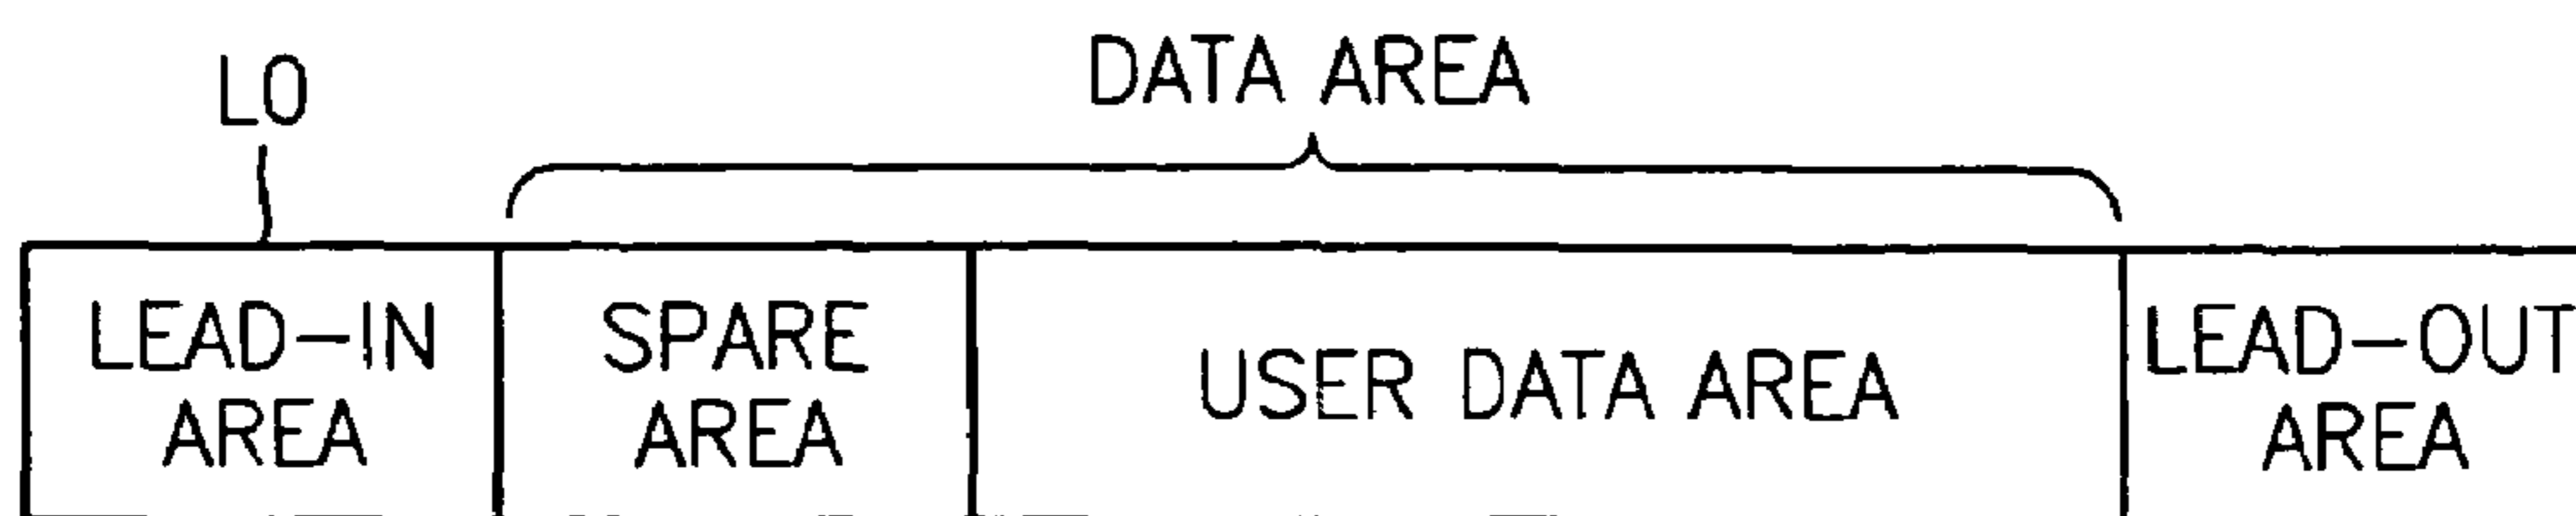 DATA AREA
L0
LEAD-IN
AREA
SPARE
AREA
USER DATA AREA
LEAD-OUT
AREA